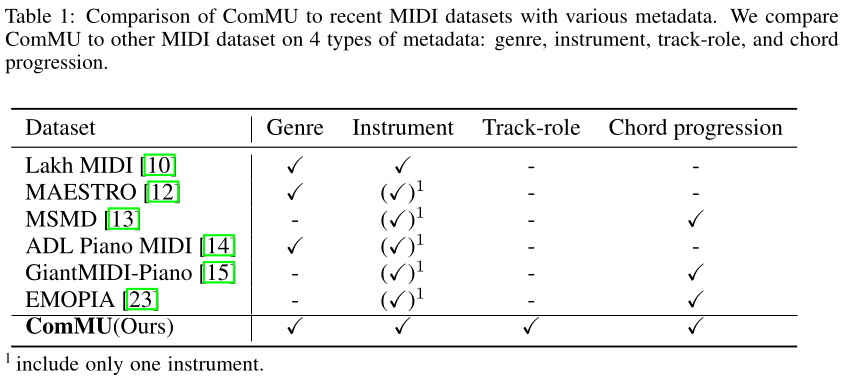 Table 1: Comparison of ComMU to recent MIDI datasets with various metadata. We compare
ComMU to other MIDI dataset on 4 types of metadata: genre, instrument, track-role, and chord
progression.
Dataset Genre Instrument Track-role Chord progression
Lakh MIDI [10] ✓ ✓ - -
MAESTRO [12] ✓ (✓)¹ - -
MSMD [13] - (✓)¹ - ✓
ADL Piano MIDI [14] ✓ (✓)¹ - -
GiantMIDI-Piano [15] - (✓)¹ - ✓
EMOPIA [23] - (✓)¹ - ✓
ComMU(Ours) ✓ ✓ ✓ ✓
¹ include only one instrument.